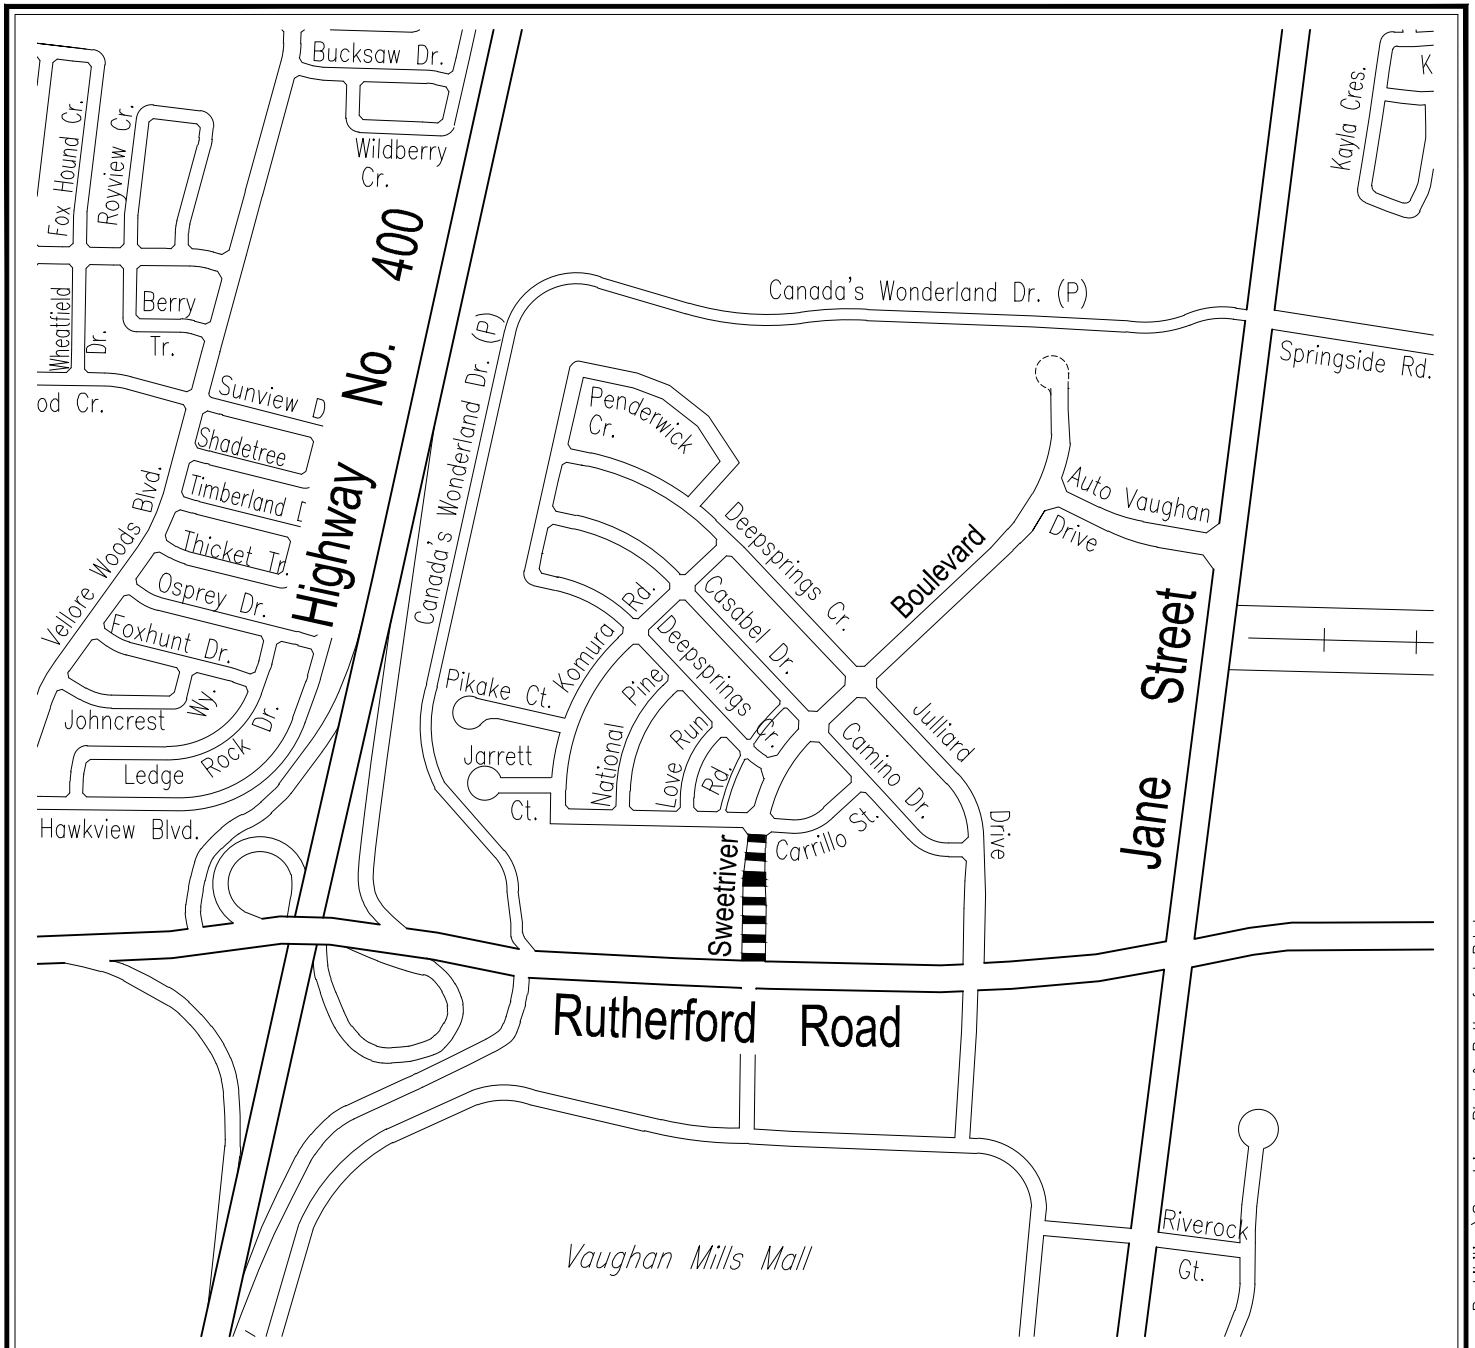 Bucksaw Dr.
Wildberry
Cr.
Fox Hound Cr.
Royview Cr.
Kayla Cres.
K
Highway No. 400
Canada's Wonderland Dr. (P)
Canada's Wonderland Dr. (P)
Wheatfield
Dr.
Berry
Tr.
od Cr.
Sunview D
Shadetree
Timberland D
Thicket Tr.
Osprey Dr.
Foxhunt Dr.
Vellore Woods Blvd.
Johncrest
Wy.
Ledge Rock Dr.
Hawkview Blvd.
Springside Rd.
Penderwick
Cr.
Deepsprings Cr.
Auto Vaughan
Drive
Boulevard
Casabel Dr.
Komura Rd.
Deepsprings Cr.
Pikake Ct.
Jarrett
Ct.
National Pine
Love Run
Rd.
Camino Dr.
Julliard
Drive
Carrillo St.
Sweetriver
Jane Street
Rutherford Road
Vaughan Mills Mall
Riverock
Gt.